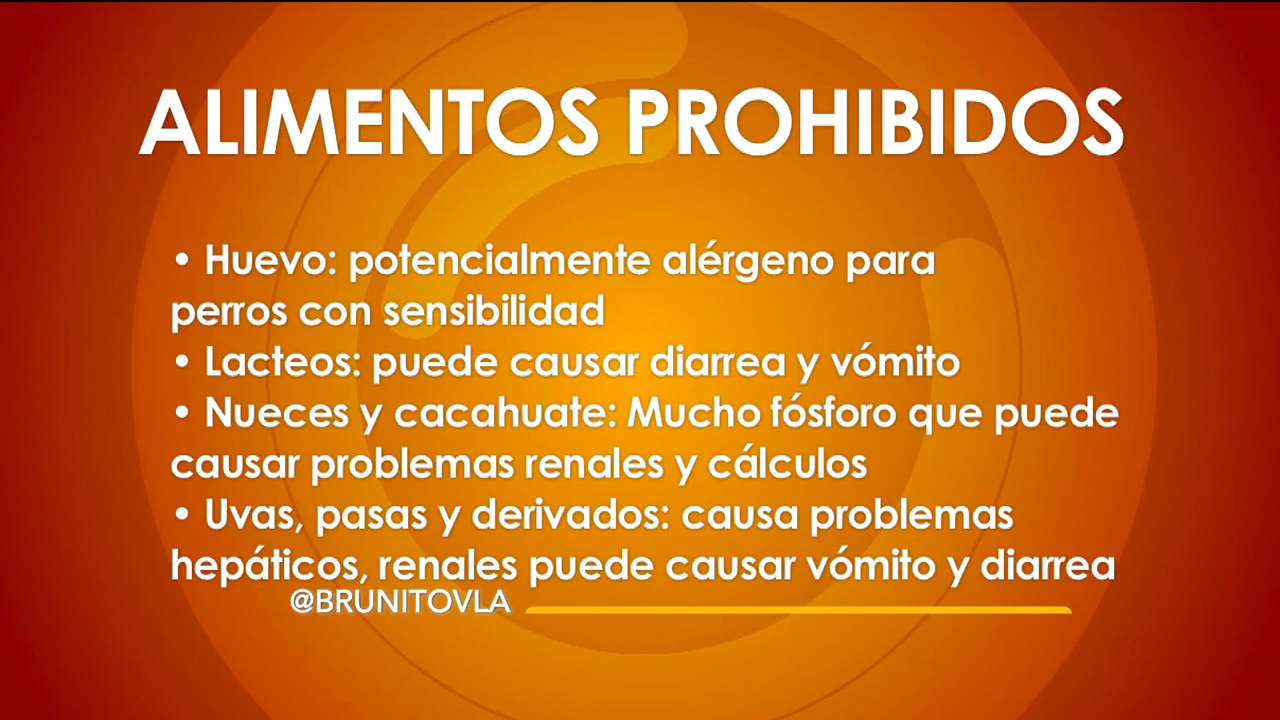 ALIMENTOS PROHIBIDOS
• Huevo: potencialmente alérgeno para
perros con sensibilidad
• Lacteos: puede causar diarrea y vómito
• Nueces y cacahuate: Mucho fósforo que puede
causar problemas renales y cálculos
• Uvas, pasas y derivados: causa problemas
hepáticos, renales puede causar vómito y diarrea
@BRUNITOVLA